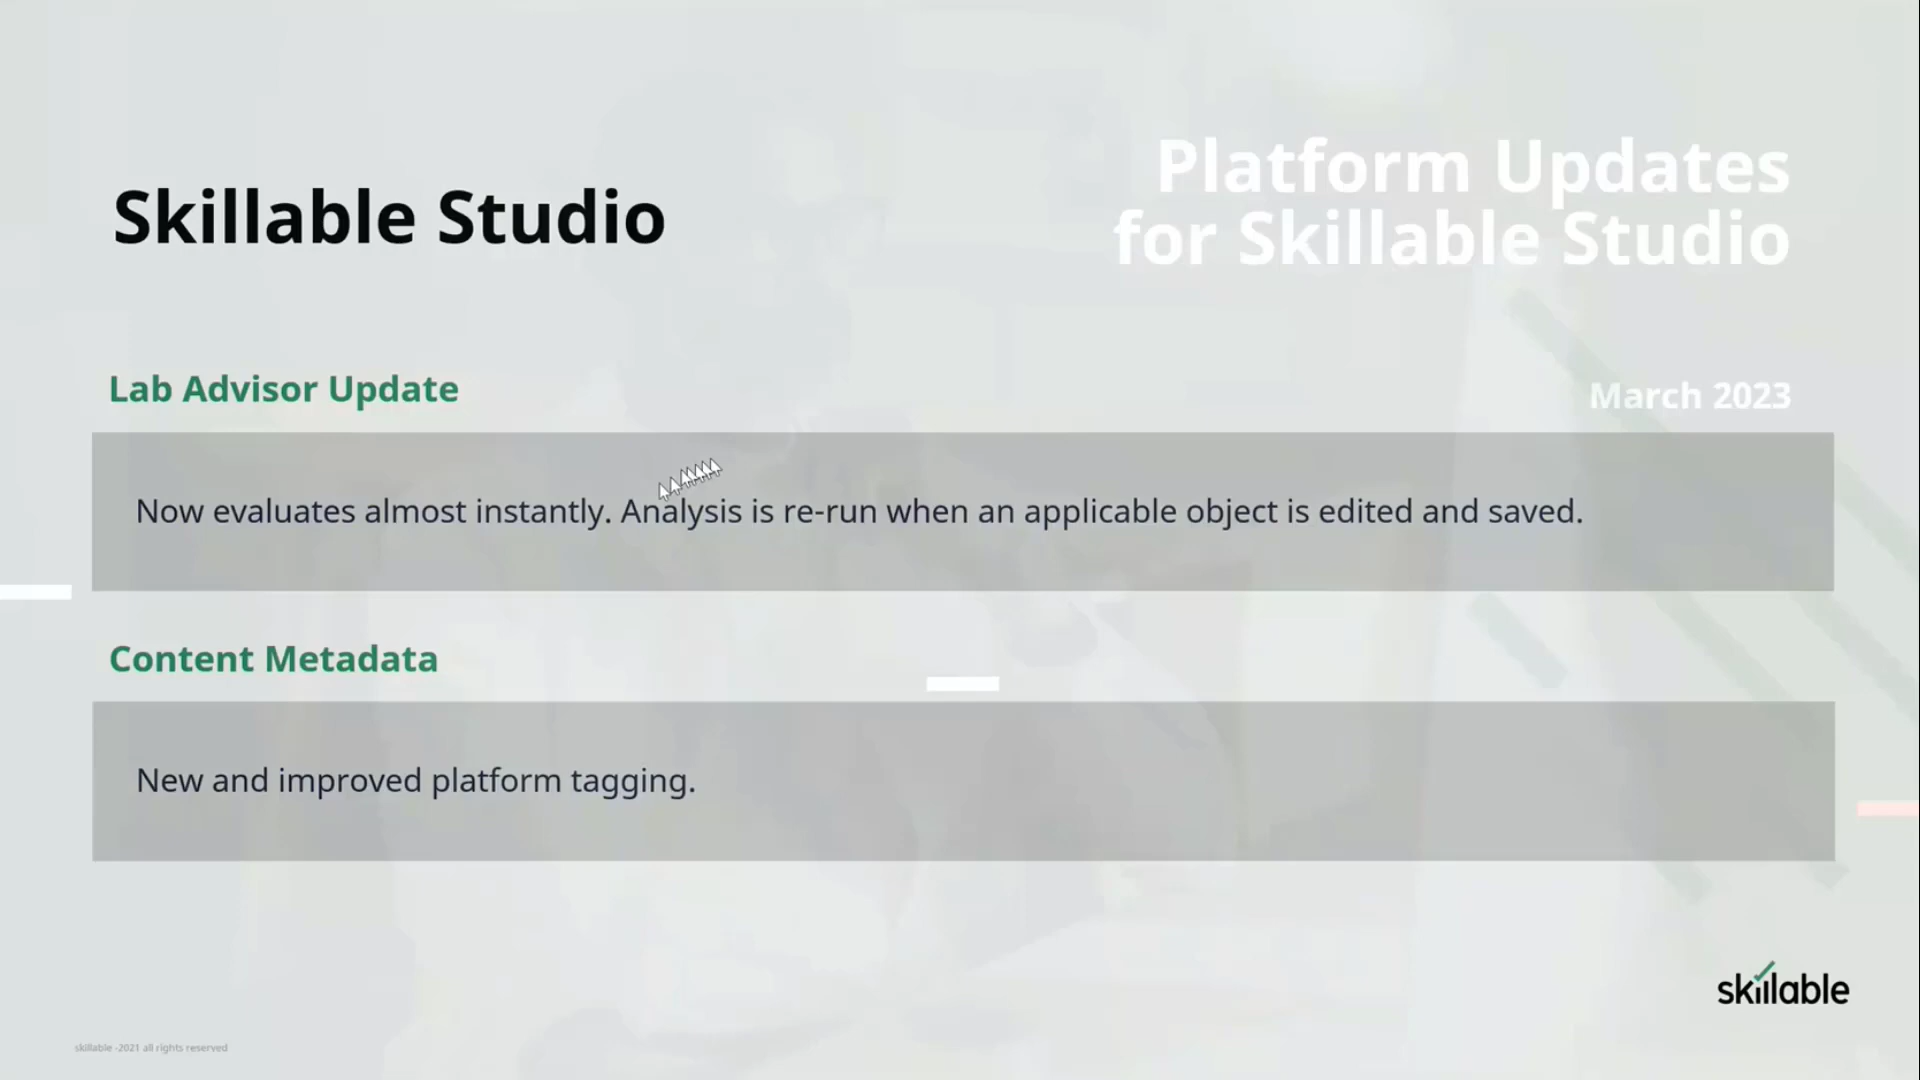 Platform Updates
for Skillable Studio
Skillable Studio
Lab Advisor Update
March 2023
Now evaluates almost instantly. Analysis is re-run when an applicable object is edited and saved.
Content Metadata
New and improved platform tagging.
skillable
skillable -2021 all rights reserved